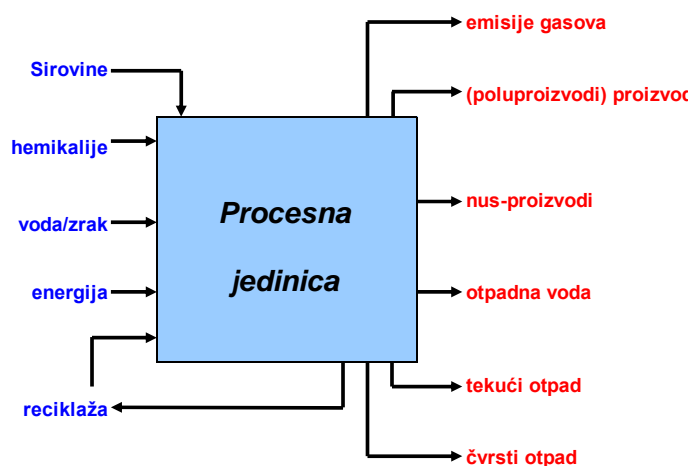 emisije gasova
Sirovine
(poluproizvodi) proizvod
hemikalije
Procesna
jedinica
nus-proizvodi
voda/zrak
energija
otpadna voda
tekući otpad
reciklaža
čvrsti otpad